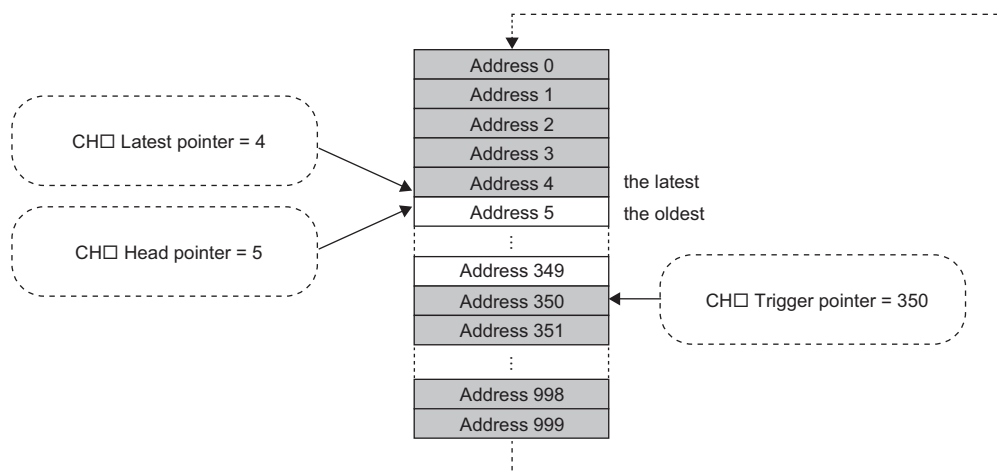 Address 0
Address 1
CH□ Latest pointer = 4
Address 2
Address 3
Address 4
the latest
Address 5
the oldest
CH□ Head pointer = 5
⋮
Address 349
Address 350
CH□ Trigger pointer = 350
Address 351
⋮
Address 998
Address 999